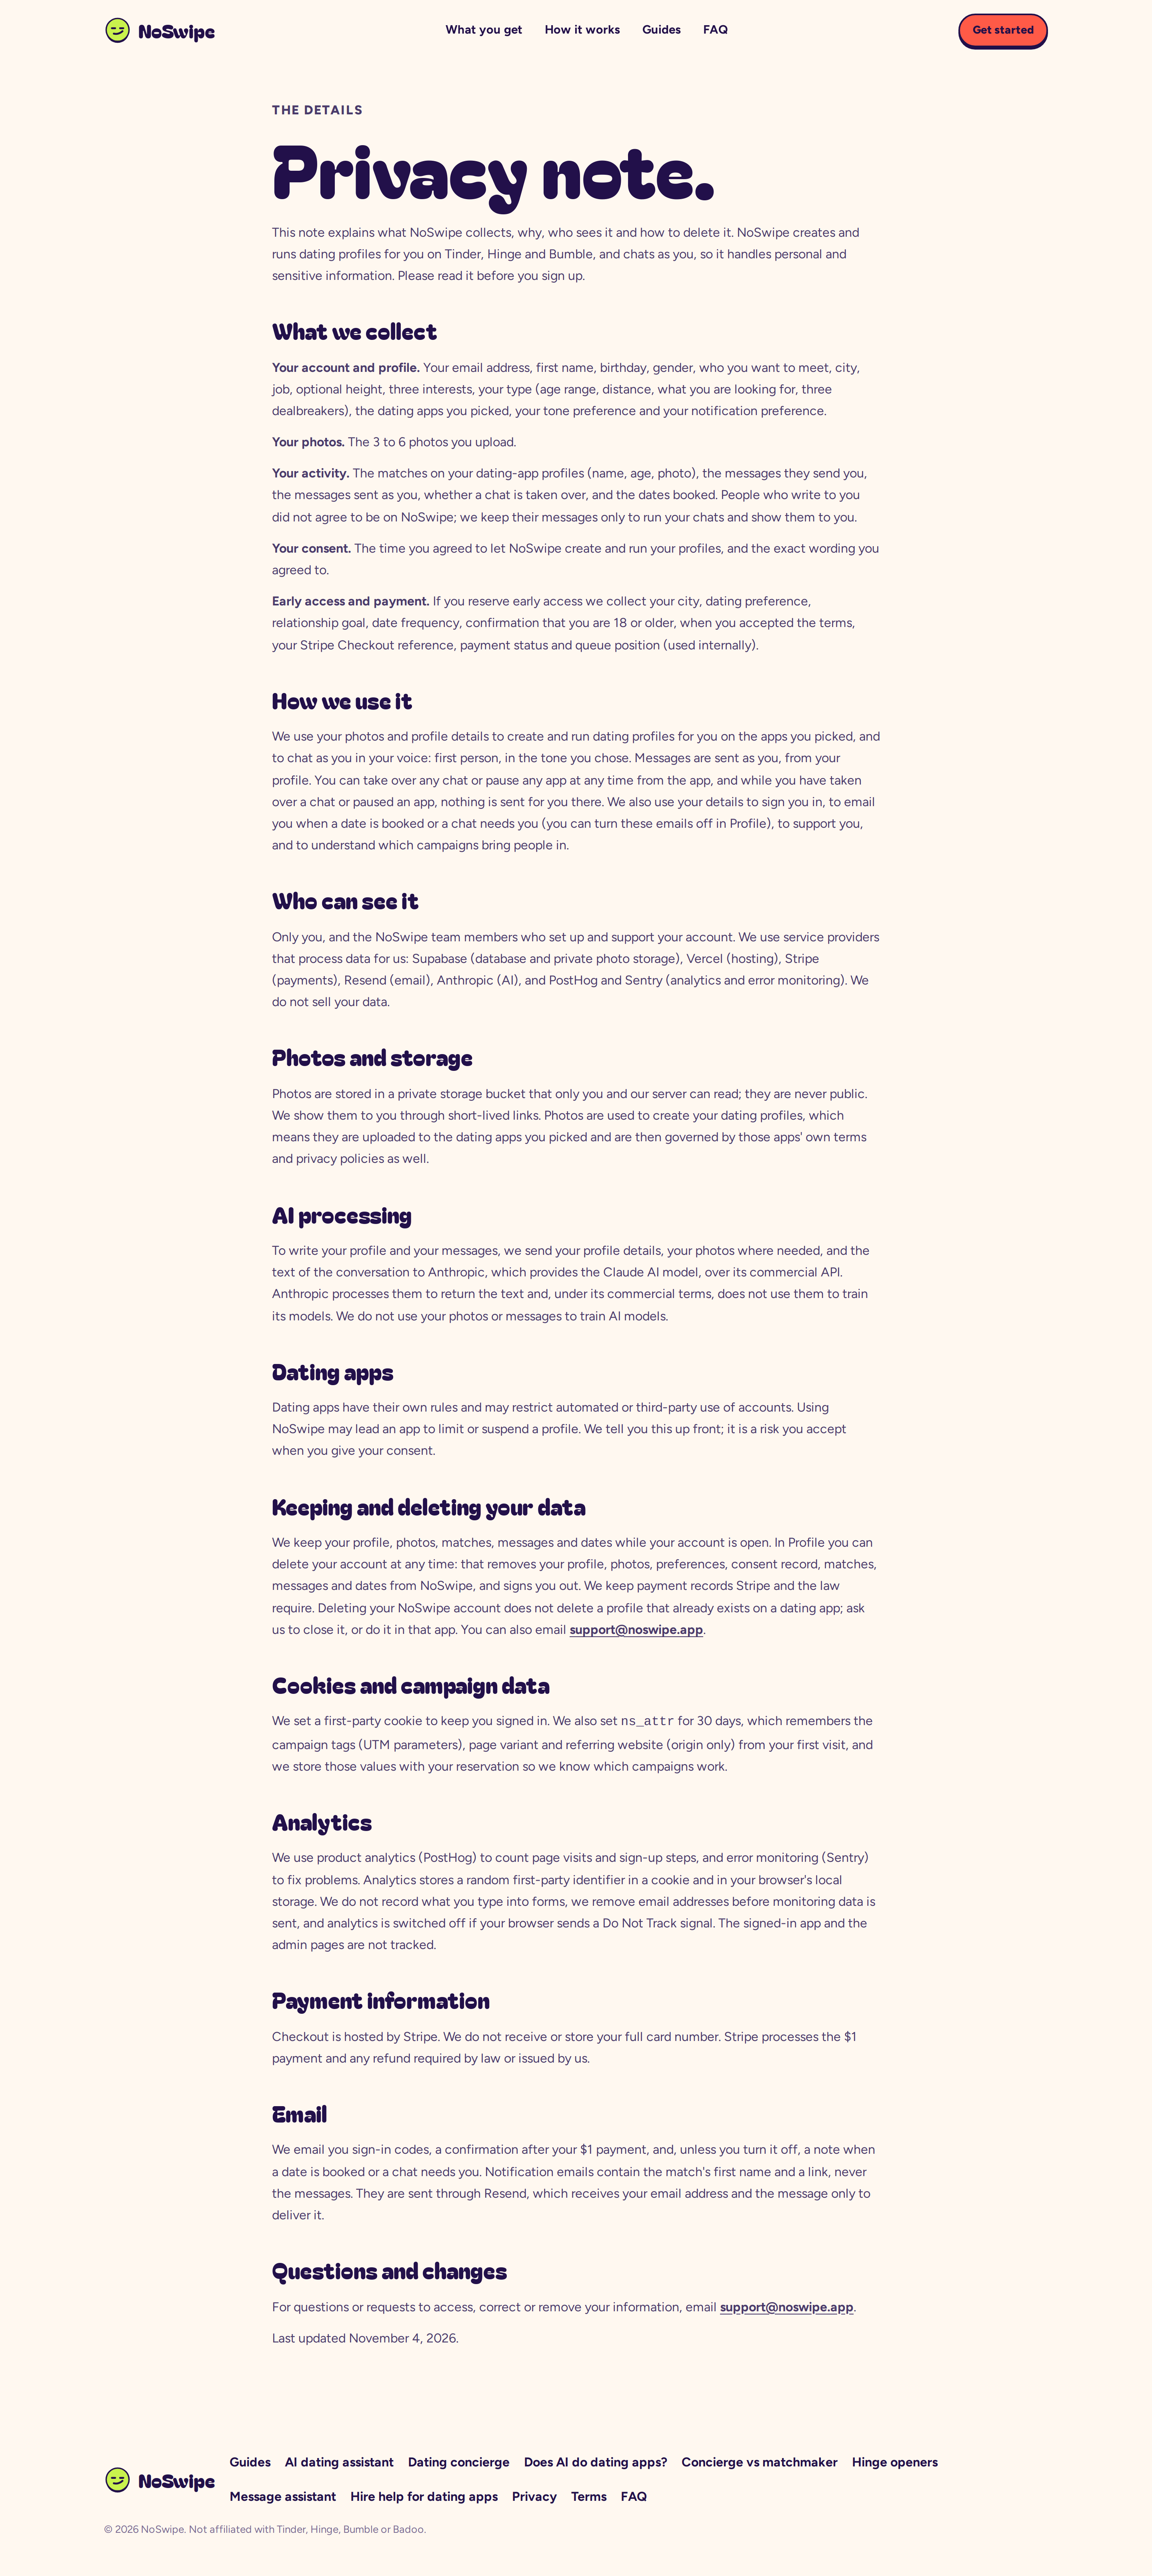 NoSwipe
What you get
How it works
Guides
FAQ
Get started
THE DETAILS
Privacy note.
This note explains what NoSwipe collects, why, who sees it and how to delete it. NoSwipe creates and
runs dating profiles for you on Tinder, Hinge and Bumble, and chats as you, so it handles personal and
sensitive information. Please read it before you sign up.
What we collect
Your account and profile. Your email address, first name, birthday, gender, who you want to meet, city,
job, optional height, three interests, your type (age range, distance, what you are looking for, three
dealbreakers), the dating apps you picked, your tone preference and your notification preference.
Your photos. The 3 to 6 photos you upload.
Your activity. The matches on your dating-app profiles (name, age, photo), the messages they send you,
the messages sent as you, whether a chat is taken over, and the dates booked. People who write to you
did not agree to be on NoSwipe; we keep their messages only to run your chats and show them to you.
Your consent. The time you agreed to let NoSwipe create and run your profiles, and the exact wording you
agreed to.
Early access and payment. If you reserve early access we collect your city, dating preference,
relationship goal, date frequency, confirmation that you are 18 or older, when you accepted the terms,
your Stripe Checkout reference, payment status and queue position (used internally).
How we use it
We use your photos and profile details to create and run dating profiles for you on the apps you picked, and
to chat as you in your voice: first person, in the tone you chose. Messages are sent as you, from your
profile. You can take over any chat or pause any app at any time from the app, and while you have taken
over a chat or paused an app, nothing is sent for you there. We also use your details to sign you in, to email
you when a date is booked or a chat needs you (you can turn these emails off in Profile), to support you,
and to understand which campaigns bring people in.
Who can see it
Only you, and the NoSwipe team members who set up and support your account. We use service providers
that process data for us: Supabase (database and private photo storage), Vercel (hosting), Stripe
(payments), Resend (email), Anthropic (AI), and PostHog and Sentry (analytics and error monitoring). We
do not sell your data.
Photos and storage
Photos are stored in a private storage bucket that only you and our server can read; they are never public.
We show them to you through short-lived links. Photos are used to create your dating profiles, which
means they are uploaded to the dating apps you picked and are then governed by those apps' own terms
and privacy policies as well.
AI processing
To write your profile and your messages, we send your profile details, your photos where needed, and the
text of the conversation to Anthropic, which provides the Claude AI model, over its commercial API.
Anthropic processes them to return the text and, under its commercial terms, does not use them to train
its models. We do not use your photos or messages to train AI models.
Dating apps
Dating apps have their own rules and may restrict automated or third-party use of accounts. Using
NoSwipe may lead an app to limit or suspend a profile. We tell you this up front; it is a risk you accept
when you give your consent.
Keeping and deleting your data
We keep your profile, photos, matches, messages and dates while your account is open. In Profile you can
delete your account at any time: that removes your profile, photos, preferences, consent record, matches,
messages and dates from NoSwipe, and signs you out. We keep payment records Stripe and the law
require. Deleting your NoSwipe account does not delete a profile that already exists on a dating app; ask
us to close it, or do it in that app. You can also email support@noswipe.app.
Cookies and campaign data
We set a first-party cookie to keep you signed in. We also set ns_attr for 30 days, which remembers the
campaign tags (UTM parameters), page variant and referring website (origin only) from your first visit, and
we store those values with your reservation so we know which campaigns work.
Analytics
We use product analytics (PostHog) to count page visits and sign-up steps, and error monitoring (Sentry)
to fix problems. Analytics stores a random first-party identifier in a cookie and in your browser's local
storage. We do not record what you type into forms, we remove email addresses before monitoring data is
sent, and analytics is switched off if your browser sends a Do Not Track signal. The signed-in app and the
admin pages are not tracked.
Payment information
Checkout is hosted by Stripe. We do not receive or store your full card number. Stripe processes the $1
payment and any refund required by law or issued by us.
Email
We email you sign-in codes, a confirmation after your $1 payment, and, unless you turn it off, a note when
a date is booked or a chat needs you. Notification emails contain the match's first name and a link, never
the messages. They are sent through Resend, which receives your email address and the message only to
deliver it.
Questions and changes
For questions or requests to access, correct or remove your information, email support@noswipe.app.
Last updated November 4, 2026.
NoSwipe
Guides AI dating assistant Dating concierge Does AI do dating apps? Concierge vs matchmaker Hinge openers
Message assistant Hire help for dating apps Privacy Terms FAQ
© 2026 NoSwipe. Not affiliated with Tinder, Hinge, Bumble or Badoo.